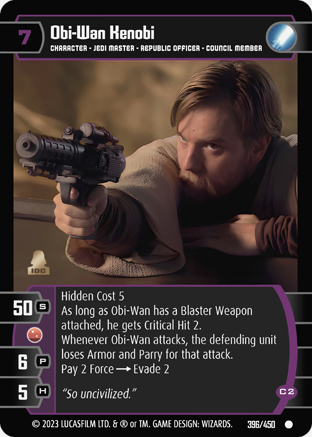 7
Obi-Wan Kenobi
CHARACTER - JEDI MASTER - REPUBLIC OFFICER - COUNCIL MEMBER
IDC
50 S
6 P
5 H
Hidden Cost 5
As long as Obi-Wan has a Blaster Weapon
attached, he gets Critical Hit 2.
Whenever Obi-Wan attacks, the defending unit
loses Armor and Parry for that attack.
Pay 2 Force → Evade 2
“So uncivilized.”
C2
© 2023 LUCASFILM LTD. & ® or TM. GAME DESIGN: WIZARDS.
396/450